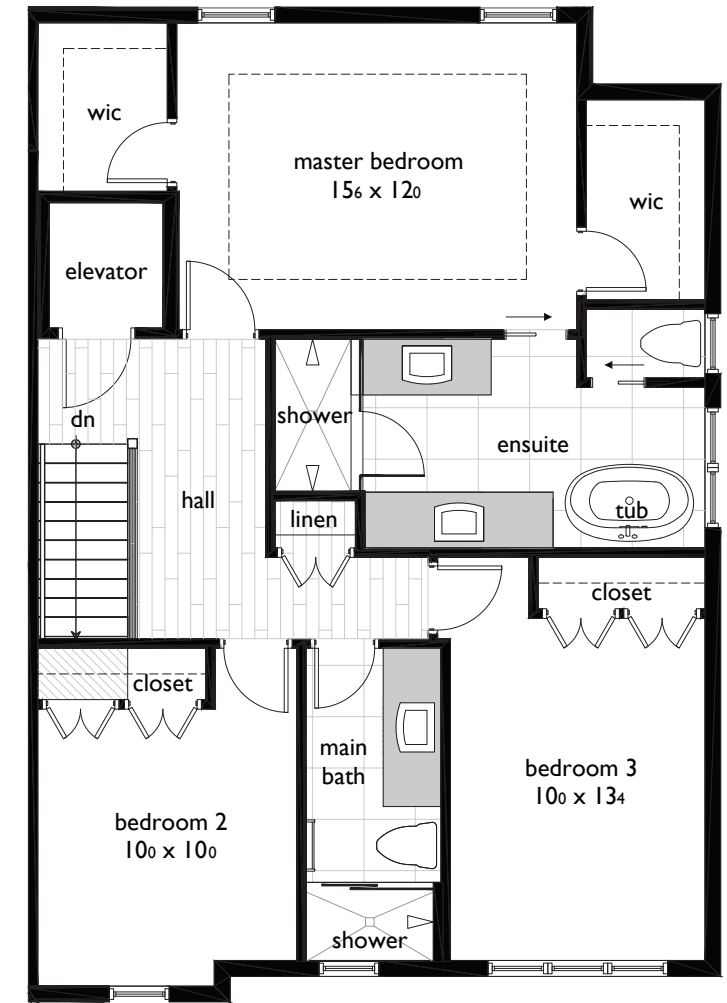 wic
master bedroom
156 x 120
wic
elevator
shower
dn
ensuite
hall
linen
tub
closet
closet
main
bath
bedroom 3
100 x 134
bedroom 2
100 x 100
shower